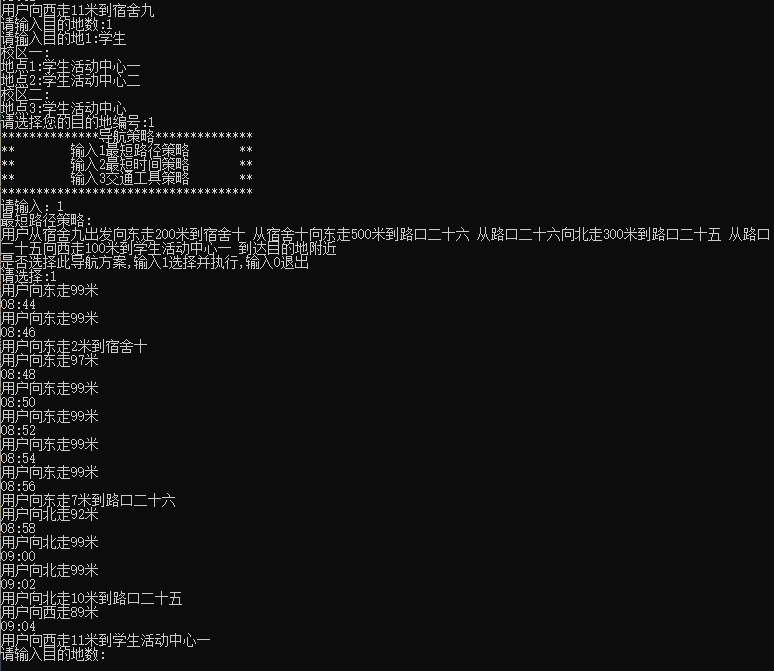 用户向西走11米到宿舍九
请输入目的地数:1
请输入目的地1:学生
校区一:
地点1:学生活动中心一
地点2:学生活动中心二
校区二:
地点3:学生活动中心
请选择您的目的地编号:1
**************导航策略**************
**        输入1最短路径策略       **
**        输入2最短时间策略       **
**        输入3交通工具策略       **
************************************
请输入: 1
最短路径策略:
用户从宿舍九出发向东走200米到宿舍十 从宿舍十向东走500米到路口二十六 从路口二十六向北走300米到路口二十五 从路口
二十五向西走100米到学生活动中心一 到达目的地附近
是否选择此导航方案,输入1选择并执行,输入0退出
请选择:1
用户向东走99米
08:44
用户向东走99米
08:46
用户向东走2米到宿舍十
用户向东走97米
08:48
用户向东走99米
08:50
用户向东走99米
08:52
用户向东走99米
08:54
用户向东走99米
08:56
用户向东走7米到路口二十六
用户向北走92米
08:58
用户向北走99米
09:00
用户向北走99米
09:02
用户向北走10米到路口二十五
用户向西走89米
09:04
用户向西走11米到学生活动中心一
请输入目的地数: